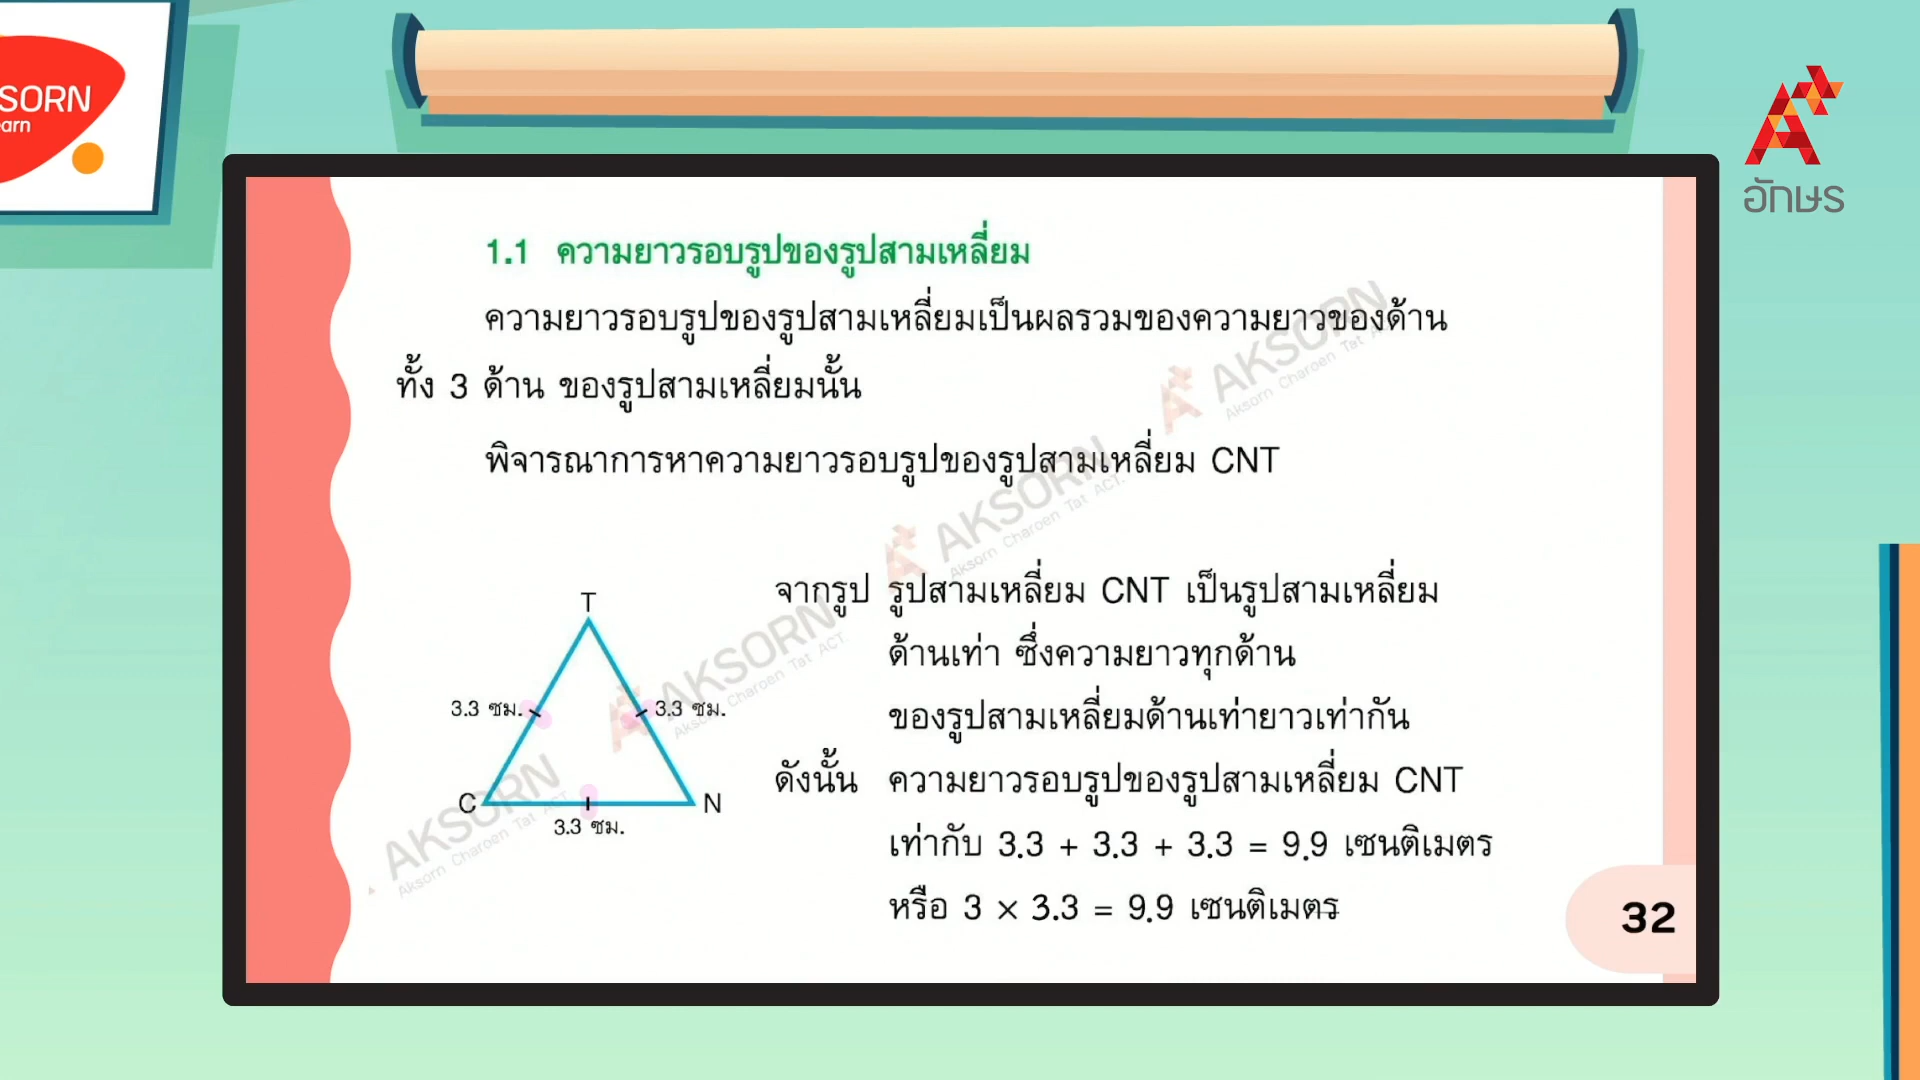 SORN
earn
อักษร
1.1 ความยาวรอบรูปของรูปสามเหลี่ยม
ความยาวรอบรูปของรูปสามเหลี่ยมเป็นผลรวมของความยาวของด้าน
ทั้ง 3 ด้าน ของรูปสามเหลี่ยมนั้น
พิจารณาการหาความยาวรอบรูปของรูปสามเหลี่ยม CNT
T
3.3 ซม.
3.3 ซม.
C
N
3.3 ซม.
จากรูป รูปสามเหลี่ยม CNT เป็นรูปสามเหลี่ยม
ด้านเท่า ซึ่งความยาวทุกด้าน
ของรูปสามเหลี่ยมด้านเท่ายาวเท่ากัน
ดังนั้น ความยาวรอบรูปของรูปสามเหลี่ยม CNT
เท่ากับ 3.3 + 3.3 + 3.3 = 9.9 เซนติเมตร
หรือ 3 × 3.3 = 9.9 เซนติเมตร
32
AKSORN
Aksorn Charoen Tat
AKSORN
Aksorn Charoen Tat ACT.
AKSORN
Aksorn Charoen Tat ACT
AKSORN
Aksorn Charoen Tat ACT